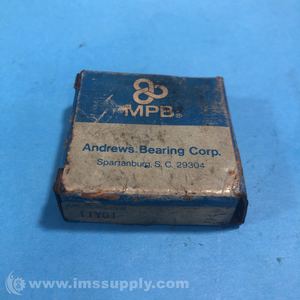 MPB®
Andrews Bearing Corp.
Spartanburg, S. C. 29304
www.imssupply.com